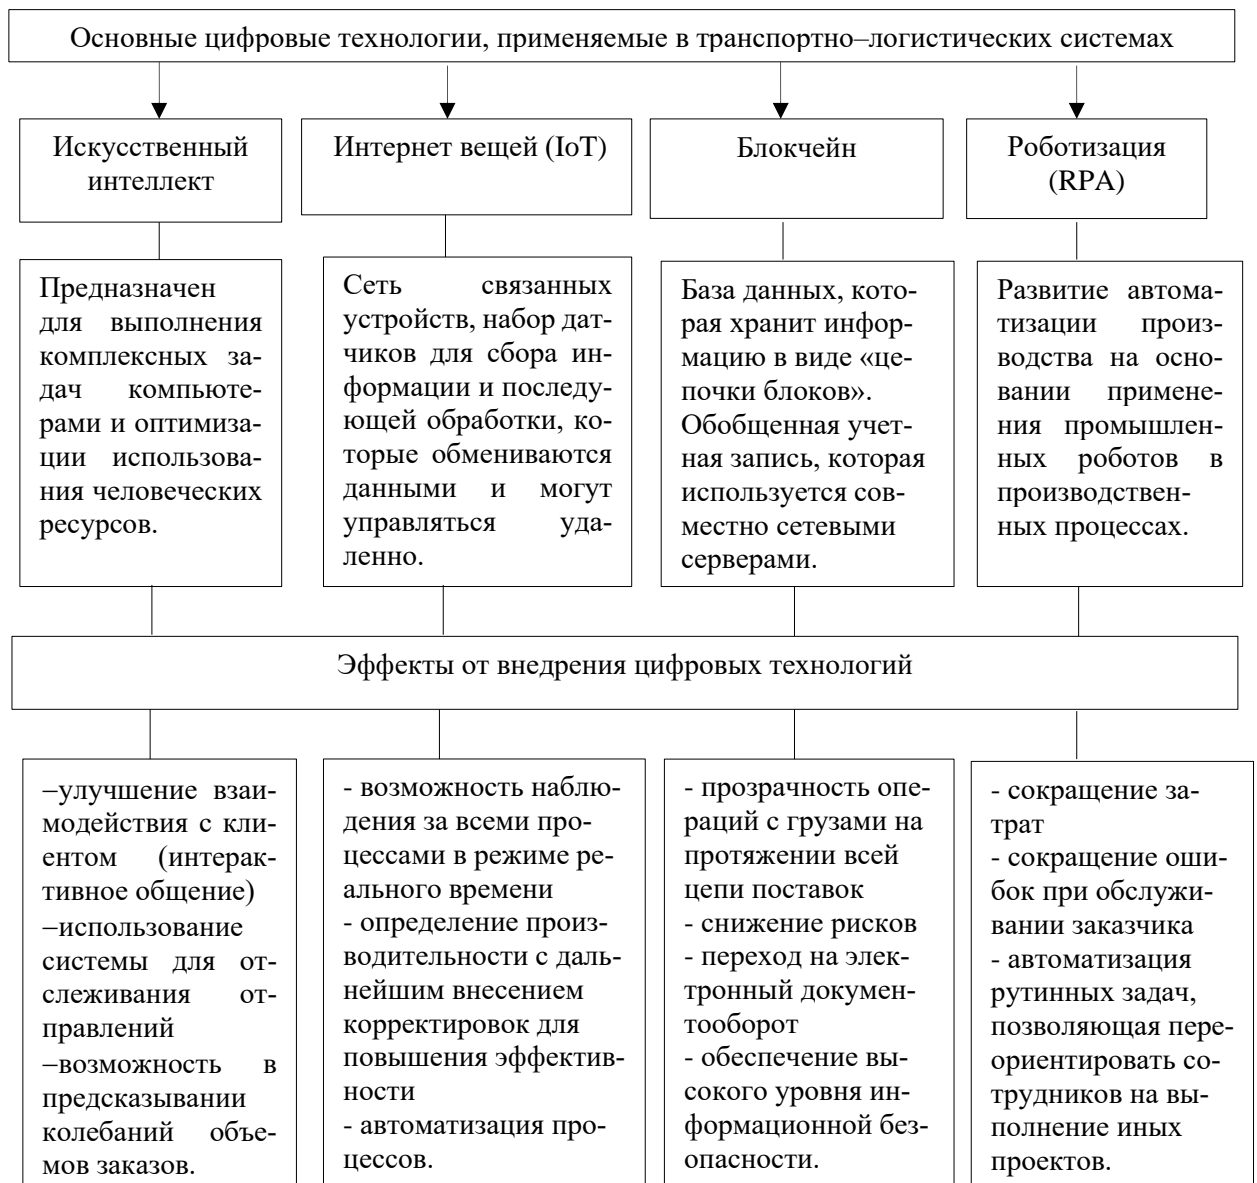 Основные цифровые технологии, применяемые в транспортно–логистических системах
Искусственный
интеллект
Интернет вещей (IoT)
Блокчейн
Роботизация
(RPA)
Предназначен
для выполнения
комплексных за-
дач компьюте-
рами и оптимиза-
ции использова-
ния человеческих
ресурсов.
Сеть связанных
устройств, набор дат-
чиков для сбора ин-
формации и последу-
ющей обработки, ко-
торые обмениваются
данными и могут
управляться уда-
ленно.
База данных, кото-
рая хранит инфор-
мацию в виде «це-
почки блоков».
Обобщенная учет-
ная запись, которая
используется сов-
местно сетевыми
серверами.
Развитие автома-
тизации произ-
водства на осно-
вании примене-
ния промышлен-
ных роботов в
производствен-
ных процессах.
Эффекты от внедрения цифровых технологий
–улучшение взаи-
модействия с кли-
ентом (интерак-
тивное общение)
–использование
системы для от-
слеживания от-
правлений
–возможность в
предсказывании
колебаний объе-
мов заказов.
- возможность наблю-
дения за всеми про-
цессами в режиме ре-
ального времени
- определение произ-
водительности с даль-
нейшим внесением
корректировок для
повышения эффектив-
ности
- автоматизация про-
цессов.
- прозрачность опе-
раций с грузами на
протяжении всей
цепи поставок
- снижение рисков
- переход на элек-
тронный докумен-
тооборот
- обеспечение вы-
сокого уровня ин-
формационной без-
опасности.
- сокращение за-
трат
- сокращение оши-
бок при обслужи-
вании заказчика
- автоматизация
рутинных задач,
позволяющая пере-
ориентировать со-
трудников на вы-
полнение иных
проектов.